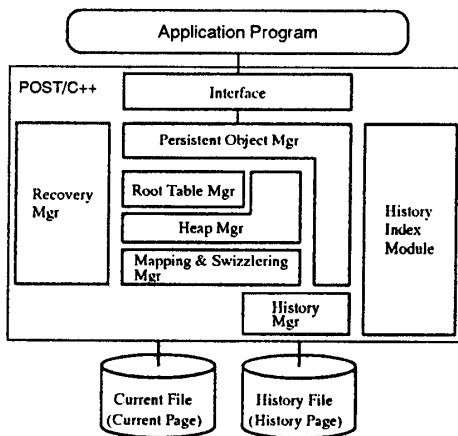 Application Program
POST/C++
Interface
Persistent Object Mgr
Recovery
Mgr
Root Table Mgr
Heap Mgr
Mapping & Swizzlering
Mgr
History
Index
Module
History
Mgr
Current File
(Current Page)
History File
(History Page)